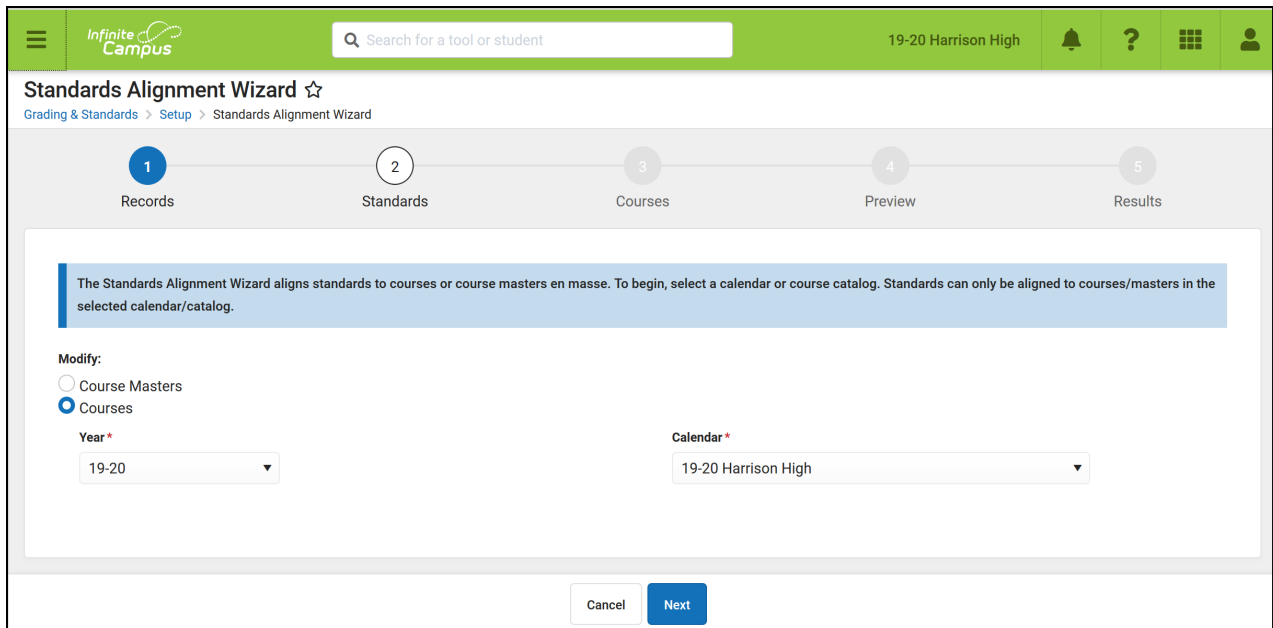 Infinite
Campus
Search for a tool or student
19-20 Harrison High
?
Standards Alignment Wizard
Grading & Standards > Setup > Standards Alignment Wizard
1
2
3
4
5
Records
Standards
Courses
Preview
Results
The Standards Alignment Wizard aligns standards to courses or course masters en masse. To begin, select a calendar or course catalog. Standards can only be aligned to courses/masters in the
selected calendar/catalog.
Modify:
Course Masters
Courses
Year *
Calendar *
19-20
19-20 Harrison High
Cancel
Next